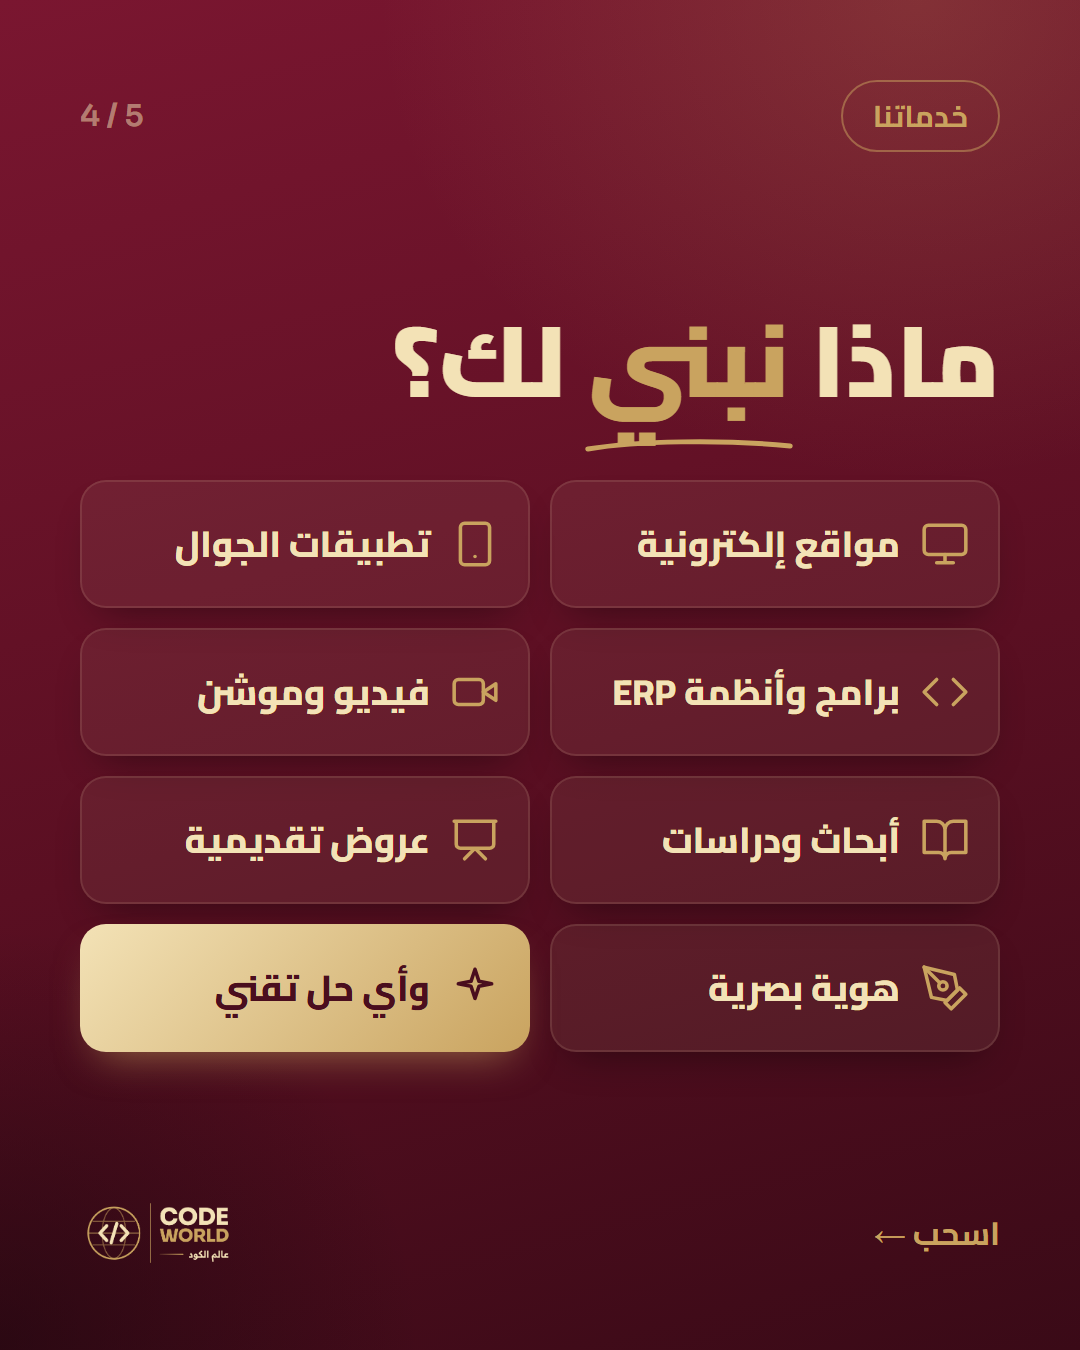 خدماتنا
4 / 5
ماذا نبني لك؟
مواقع إلكترونية
تطبيقات الجوال
برامج وأنظمة ERP
فيديو وموشن
أبحاث ودراسات
عروض تقديمية
هوية بصرية
وأي حل تقني
اسحب ←
</>
CODE
WORLD
عالم الكود